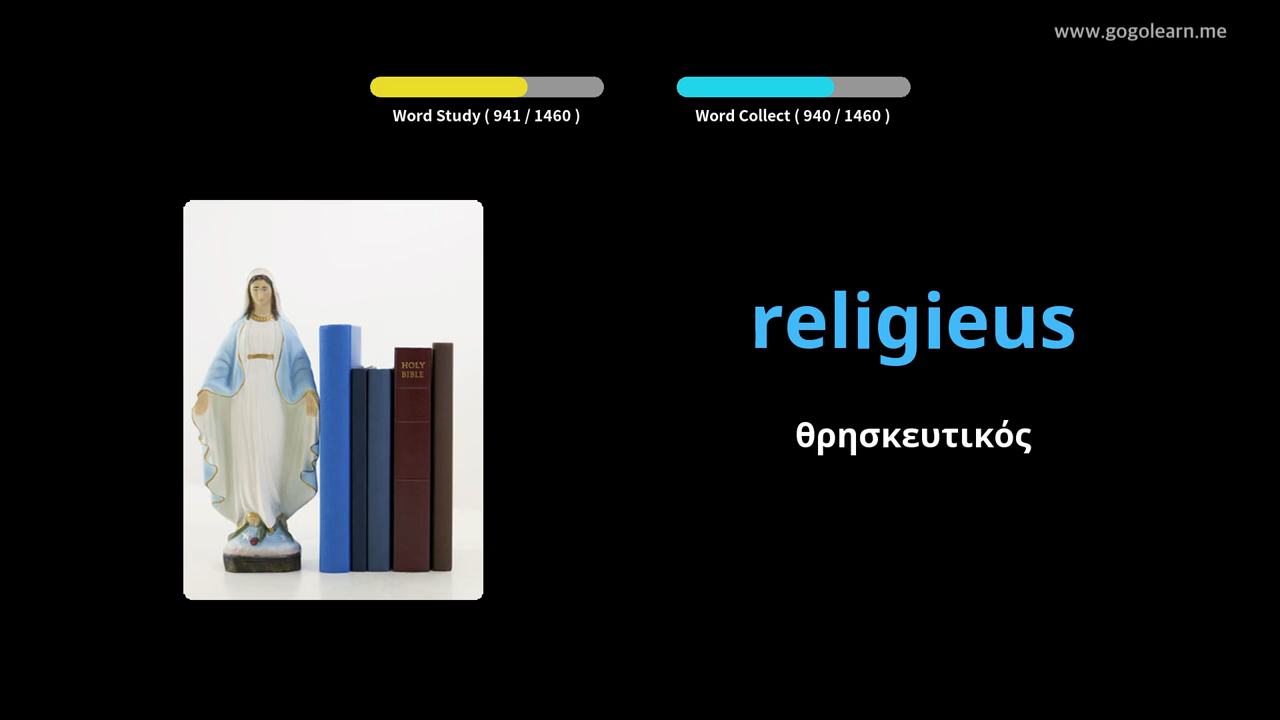 www.gogolearn.me
Word Study ( 941 / 1460 )
Word Collect ( 940 / 1460 )
HOLY
BIBLE
religieus
θρησκευτικός